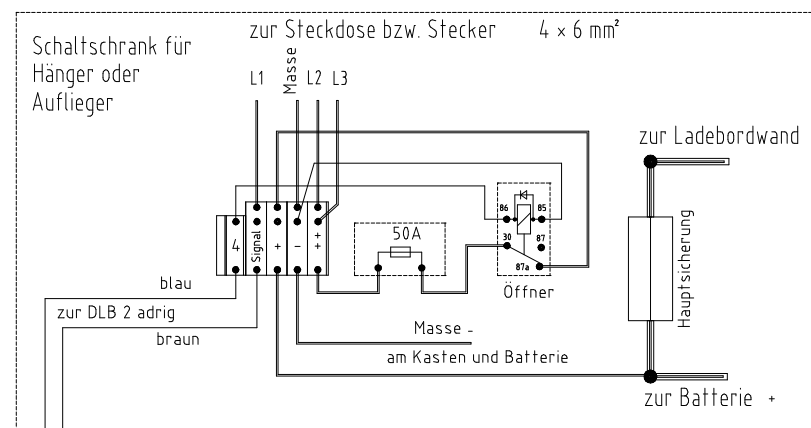 zur Steckdose bzw. Stecker 4 × 6 mm²
Schaltschrank für
Hänger oder
Auflieger
L1
Masse
L2
L3
zur Ladebordwand
86
85
30
87
87a
Öffner
50A
4
Signal
+
-
+
+
Hauptsicherung
blau
zur DLB 2 adrig
braun
Masse -
am Kasten und Batterie
zur Batterie +